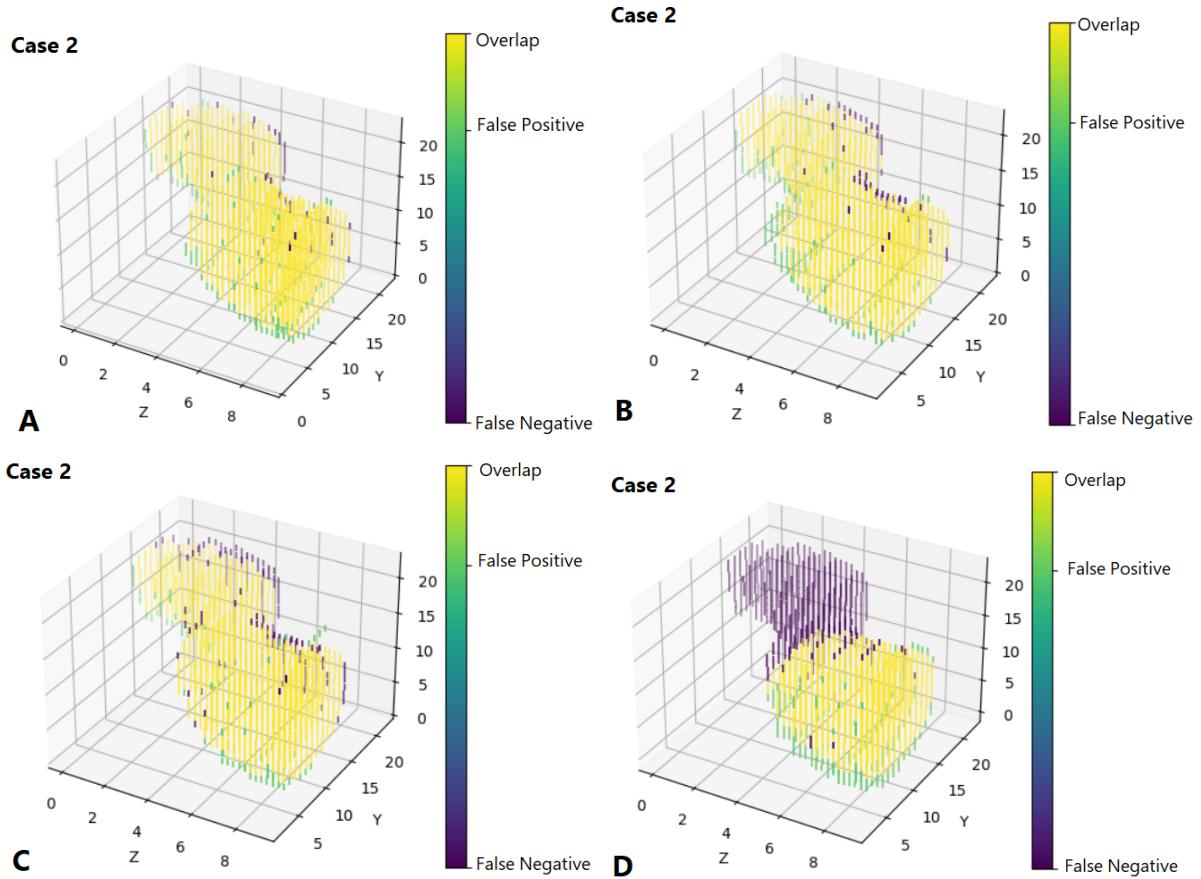 Case 2
Overlap
False Positive
False Negative
20
15
10
5
0
0 2 4 6 8
Z
0 5 10 15 20
Y
A
Case 2
Overlap
False Positive
False Negative
20
15
10
5
0
0 2 4 6 8
Z
5 10 15 20
Y
B
Case 2
Overlap
False Positive
False Negative
20
15
10
5
0
0 2 4 6 8
Z
5 10 15 20
Y
C
Case 2
Overlap
False Positive
False Negative
20
15
10
5
0
0 2 4 6 8
Z
5 10 15 20
Y
D